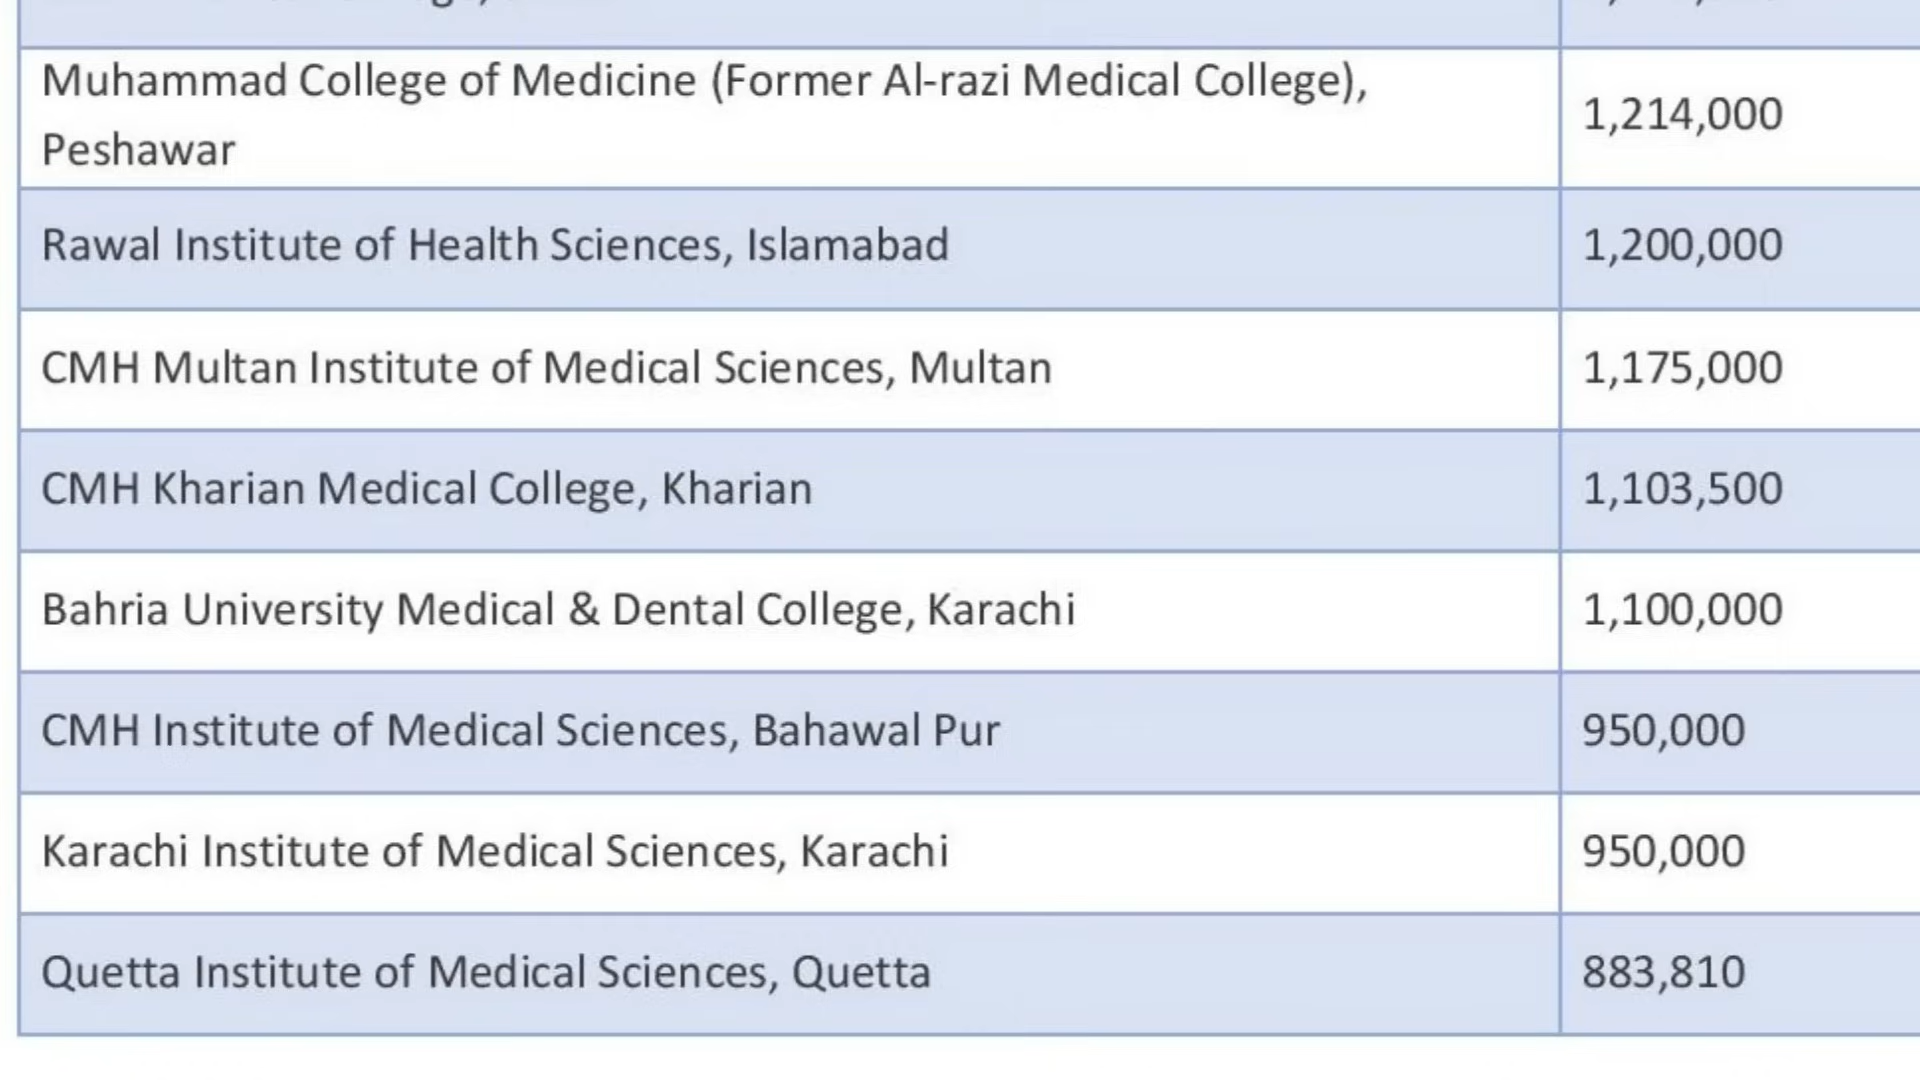 Muhammad College of Medicine (Former Al-razi Medical College),
Peshawar
1,214,000
Rawal Institute of Health Sciences, Islamabad
1,200,000
CMH Multan Institute of Medical Sciences, Multan
1,175,000
CMH Kharian Medical College, Kharian
1,103,500
Bahria University Medical & Dental College, Karachi
1,100,000
CMH Institute of Medical Sciences, Bahawal Pur
950,000
Karachi Institute of Medical Sciences, Karachi
950,000
Quetta Institute of Medical Sciences, Quetta
883,810